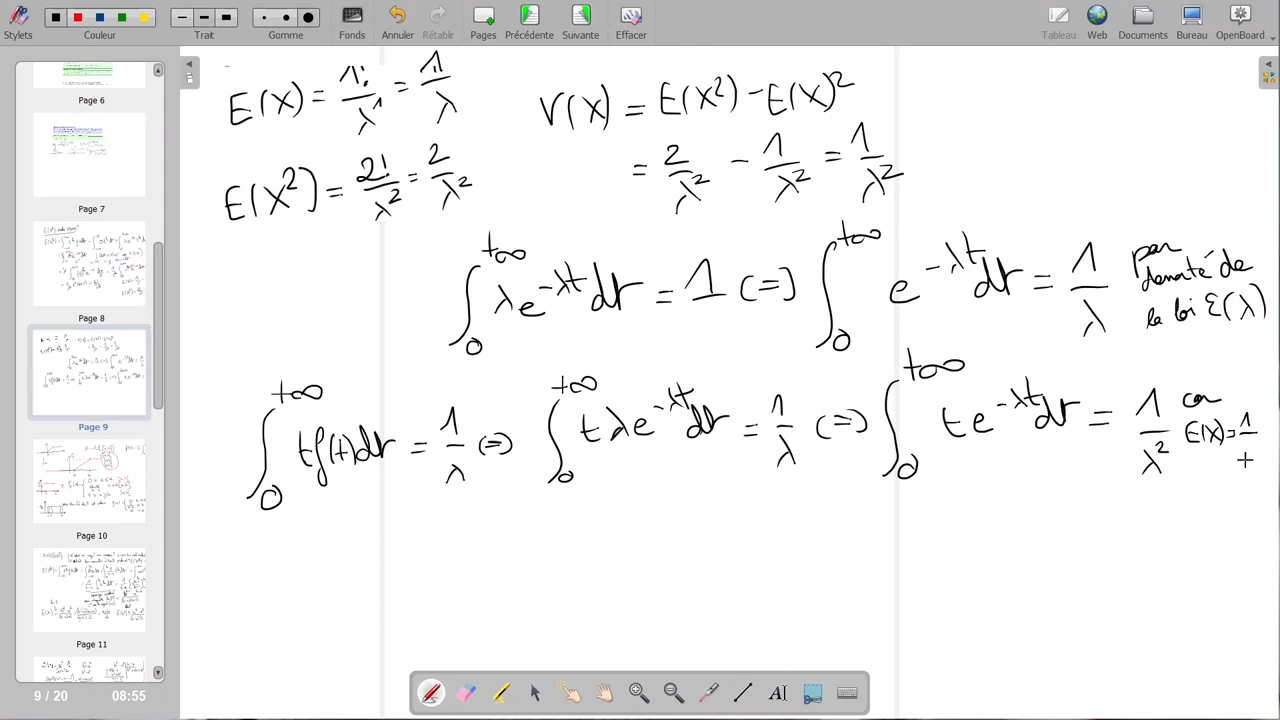 Stylets Couleur Trait Gomme Fonds Annuler Rétablir Pages Précédente Suivante Effacer Tableau Web Documents Bureau OpenBoard
Page 6
Page 7
Page 8
Page 9
Page 10
Page 11
9 / 20 08:55
E(X) = 1!/λ¹ = 1/λ
V(X) = E(X²) - E(X)²
E(X²) = 2!/λ² = 2/λ²
= 2/λ² - 1/λ² = 1/λ²
∫₀^{+∞} λe^{-λt}dt = 1 (=) ∫₀^{+∞} e^{-λt}dt = 1/λ par densité de la loi Ɛ(λ)
∫₀^{+∞} tf(t)dt = 1/λ (=) ∫₀^{+∞} tλe^{-λt}dt = 1/λ (=) ∫₀^{+∞} te^{-λt}dt = 1/λ² car E(X)=1/